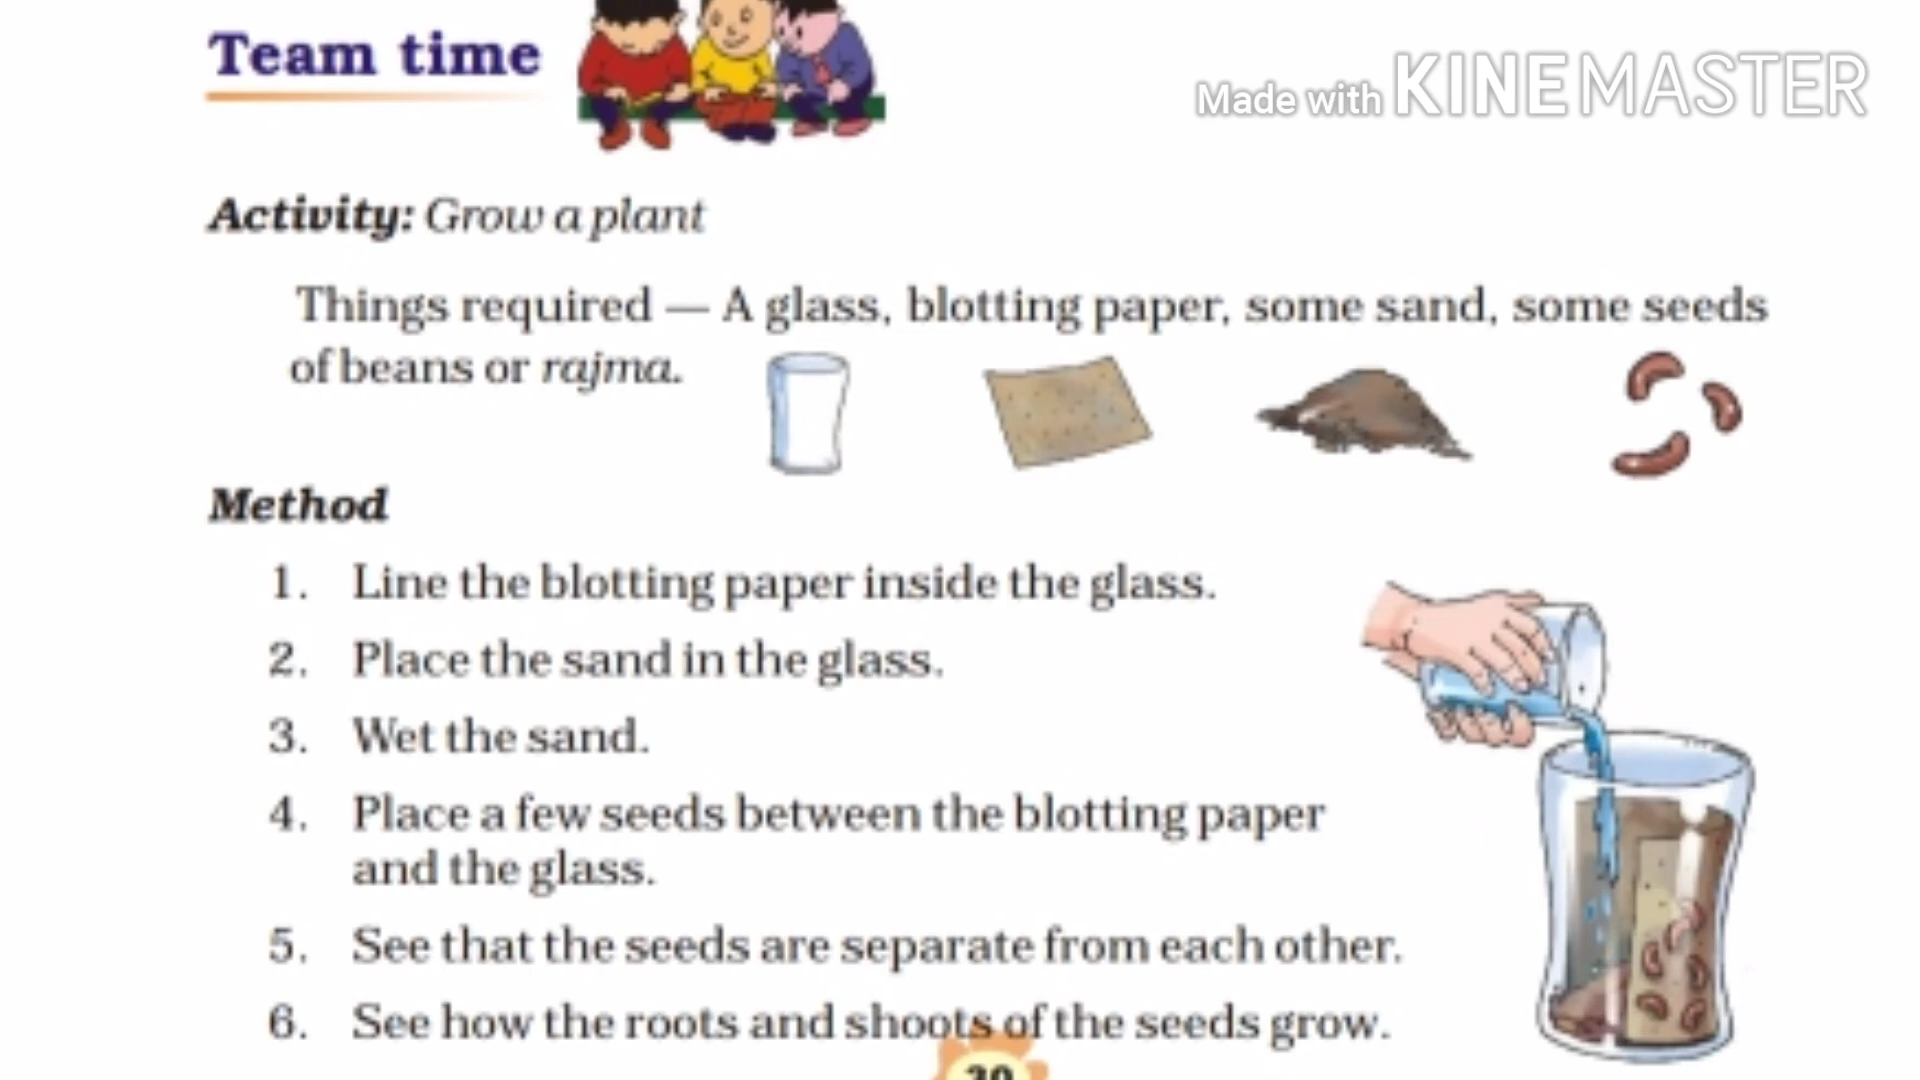 Team time
Made with KINEMASTER
Activity: Grow a plant
Things required — A glass, blotting paper, some sand, some seeds
of beans or rajma.
Method
1. Line the blotting paper inside the glass.
2. Place the sand in the glass.
3. Wet the sand.
4. Place a few seeds between the blotting paper
and the glass.
5. See that the seeds are separate from each other.
6. See how the roots and shoots of the seeds grow.